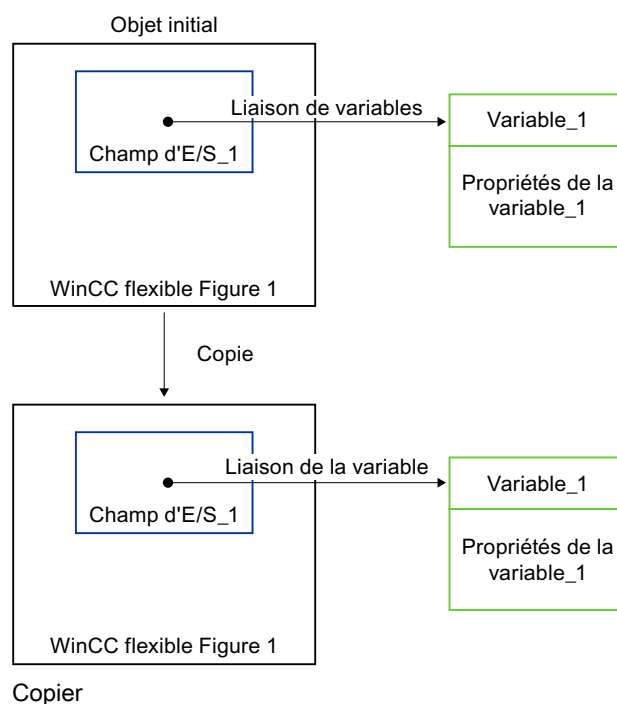 Objet initial
Liaison de variables
Variable_1
Champ d'E/S_1
Propriétés de la
variable_1
WinCC flexible Figure 1
Copie
Liaison de la variable
Variable_1
Champ d'E/S_1
Propriétés de la
variable_1
WinCC flexible Figure 1
Copier